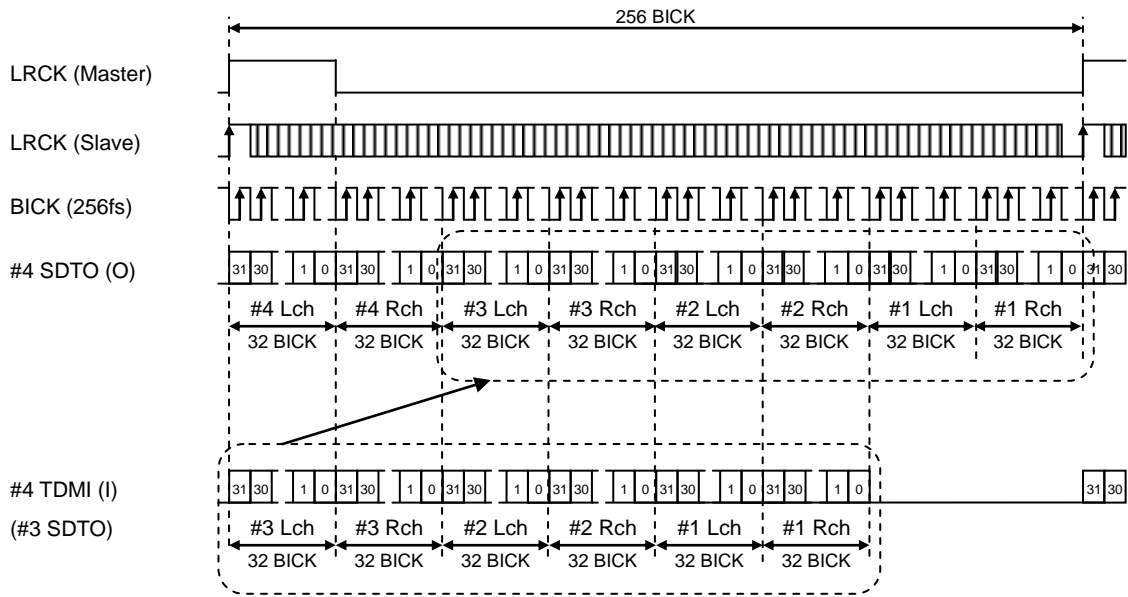 256 BICK
LRCK (Master)
LRCK (Slave)
BICK (256fs)
#4 SDTO (O) 31 30 1 0 31 30 1 0 31 30 1 0 31 30 1 0 31 30 1 0 31 30 1 0 31 30 1 0 31 30 1 0 31 30
#4 Lch #4 Rch #3 Lch #3 Rch #2 Lch #2 Rch #1 Lch #1 Rch
32 BICK 32 BICK 32 BICK 32 BICK 32 BICK 32 BICK 32 BICK 32 BICK
#4 TDMI (I) 31 30 1 0 31 30 1 0 31 30 1 0 31 30 1 0 31 30 1 0 31 30 1 0 31 30
(#3 SDTO) #3 Lch #3 Rch #2 Lch #2 Rch #1 Lch #1 Rch
32 BICK 32 BICK 32 BICK 32 BICK 32 BICK 32 BICK